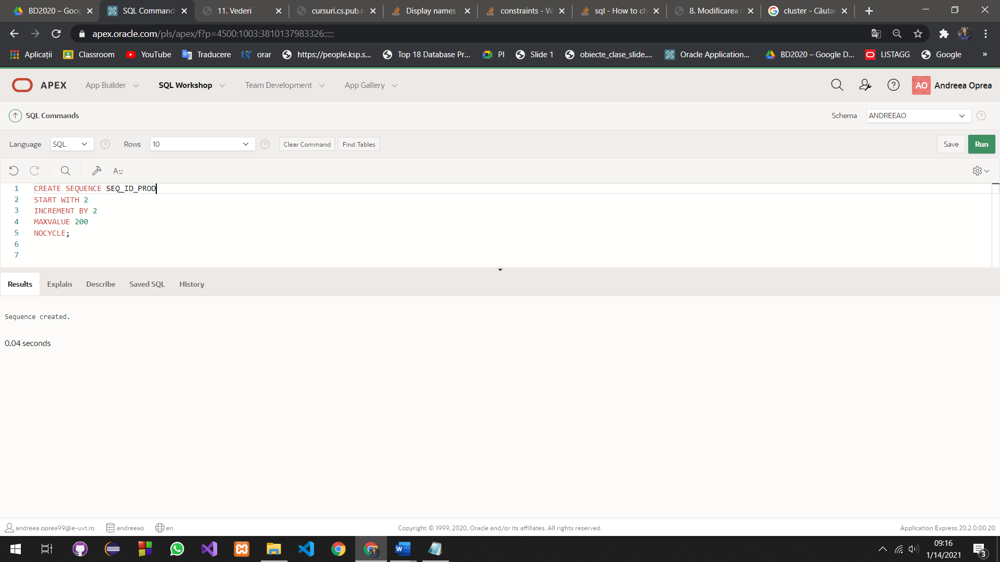 BD2020 – Goog
SQL Command
11. Vederi
cursuri.cs.pub.r
Display names
constraints - W
sql - How to ch
8. Modificarea
cluster - Căutar
apex.oracle.com/pls/apex/f?p=4500:1003:3810137983326:::::
Aplicații
Classroom
YouTube
Traducere
orar
https://people.ksp.s...
Top 18 Database Pr...
PI
Slide 1
obiecte_clase_slide....
Oracle Application...
BD2020 – Google D...
LISTAGG
Google
»
APEX
App Builder
SQL Workshop
Team Development
App Gallery
AO
Andreea Oprea
SQL Commands
Schema
ANDREEAO
Language
SQL
Rows
10
Clear Command
Find Tables
Save
Run
1 CREATE SEQUENCE SEQ_ID_PROD
2 START WITH 2
3 INCREMENT BY 2
4 MAXVALUE 200
5 NOCYCLE;
6
7
Results
Explain
Describe
Saved SQL
History
Sequence created.
0.04 seconds
andreea.oprea99@e-uvt.ro
andreeao
en
Copyright © 1999, 2020, Oracle and/or its affiliates. All rights reserved.
Application Express 20.2.0.00.20
09:16
1/14/2021
3